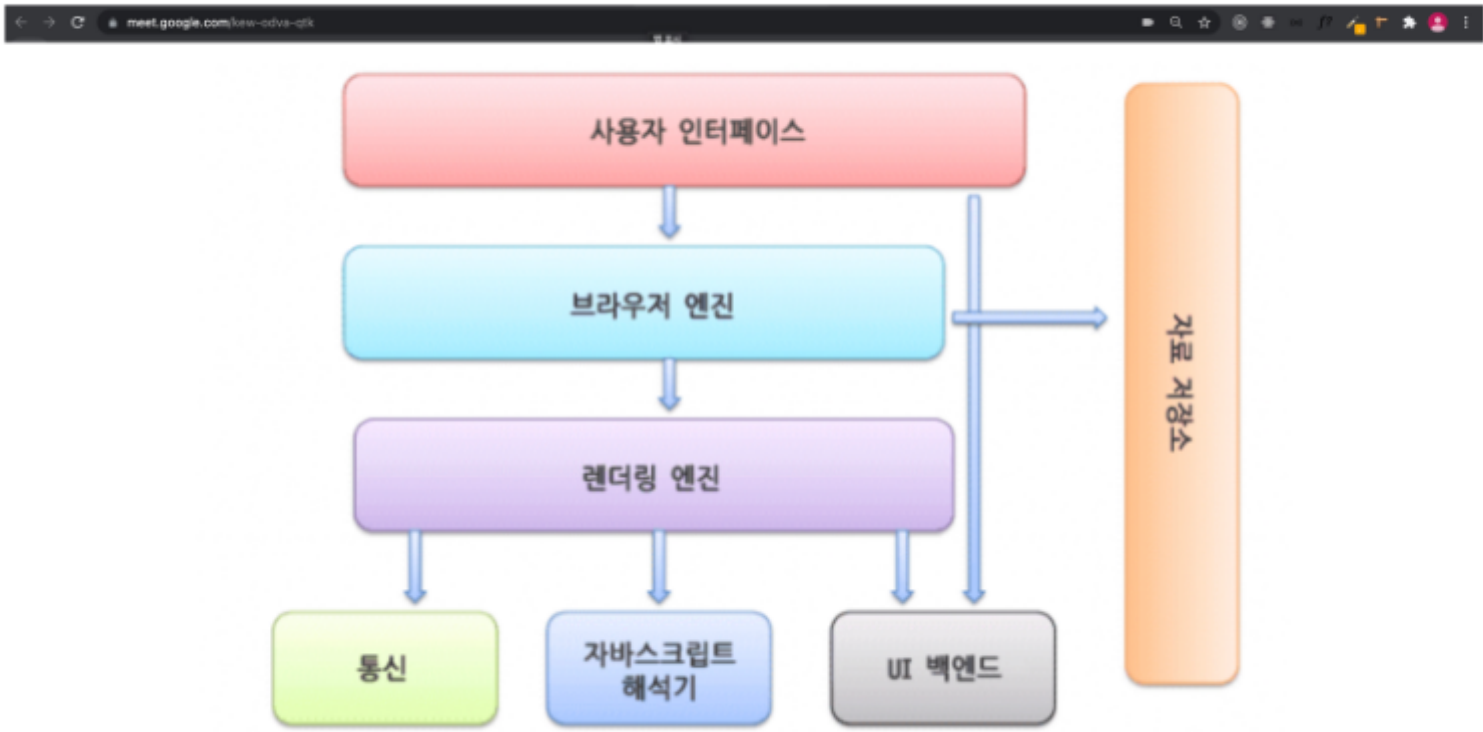 meet.google.com/kew-odva-qtk
사용자 인터페이스
브라우저 엔진
자료 저장소
렌더링 엔진
통신
자바스크립트
해석기
UI 백엔드